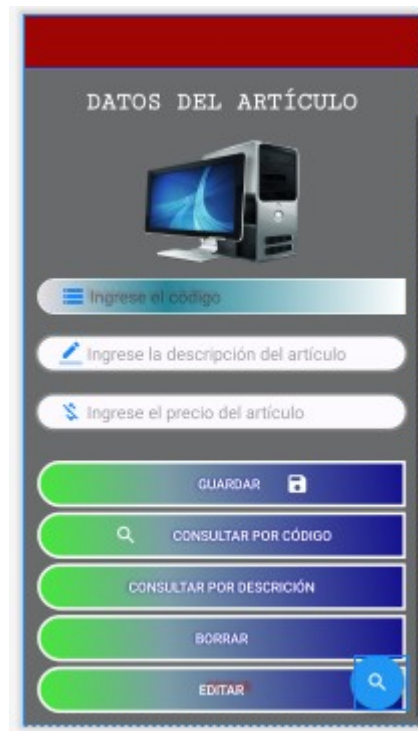 DATOS DEL ARTÍCULO
Ingrese el código
Ingrese la descripción del artículo
Ingrese el precio del artículo
GUARDAR
CONSULTAR POR CÓDIGO
CONSULTAR POR DESCRICIÓN
BORRAR
EDITAR